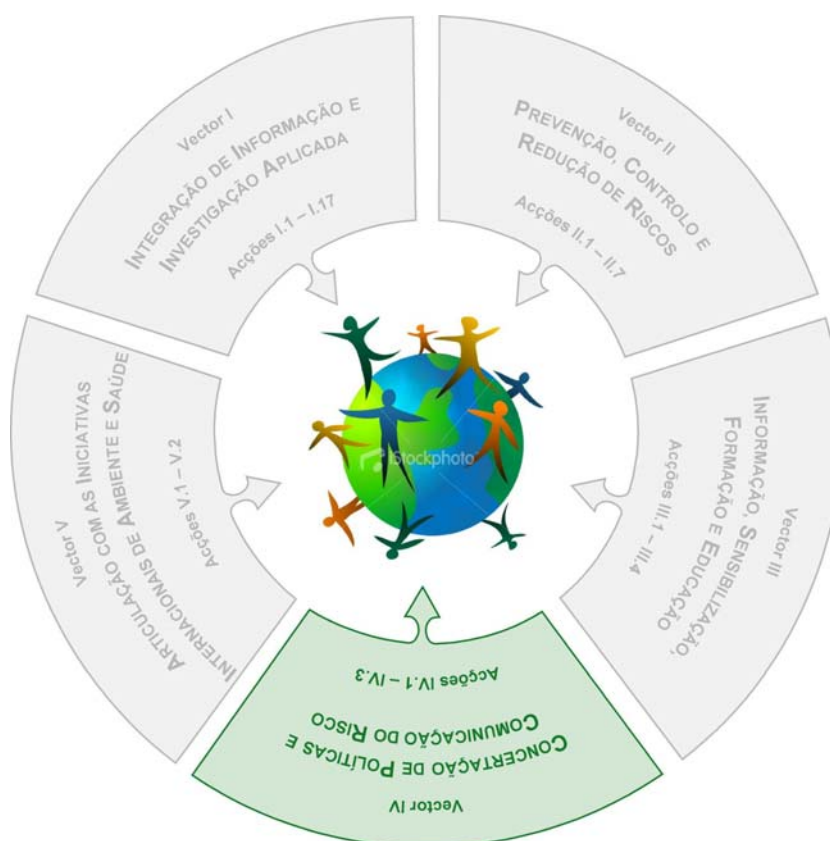 Vector I
INTEGRAÇÃO DE INFORMAÇÃO E
INVESTIGAÇÃO APLICADA
Acções I.1 – I.17
Vector II
PREVENÇÃO, CONTROLO E
REDUÇÃO DE RISCOS
Acções II.1 – II.7
Vector III
INFORMAÇÃO, SENSIBILIZAÇÃO,
FORMAÇÃO E EDUCAÇÃO
Acções III.1 – III.4
Vector IV
CONCERTAÇÃO DE POLÍTICAS E
COMUNICAÇÃO DO RISCO
Acções IV.1 – IV.3
Vector V
ARTICULAÇÃO COM AS INICIATIVAS
INTERNACIONAIS DE AMBIENTE E SAÚDE
Acções V.1 – V.2
iStockphoto